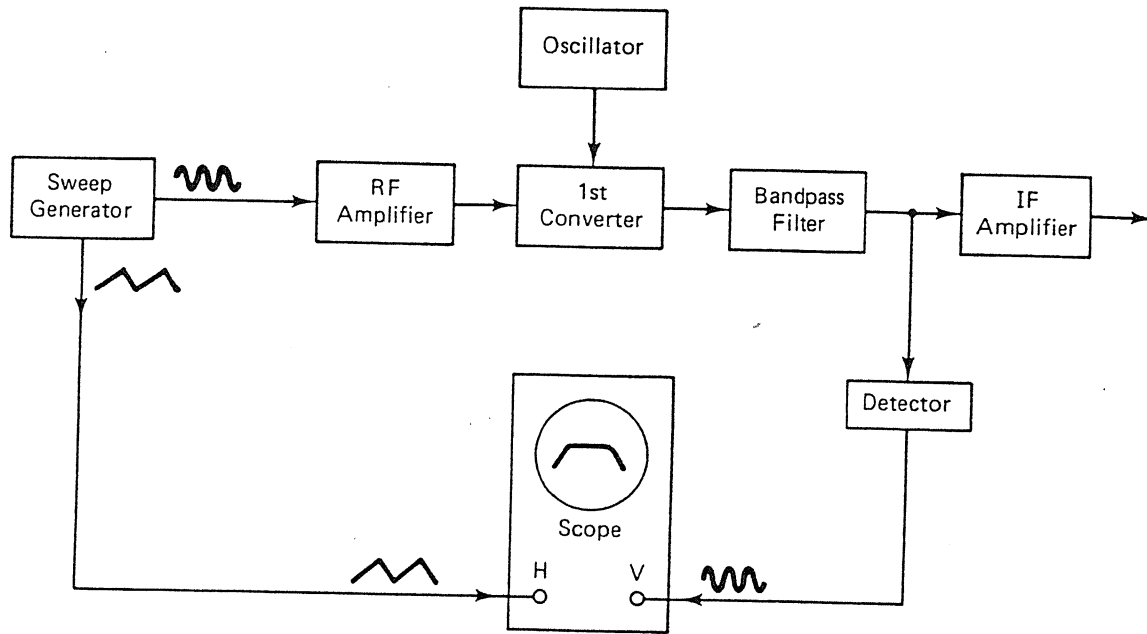 Oscillator
Sweep
Generator
RF
Amplifier
1st
Converter
Bandpass
Filter
IF
Amplifier
Detector
Scope
H
V